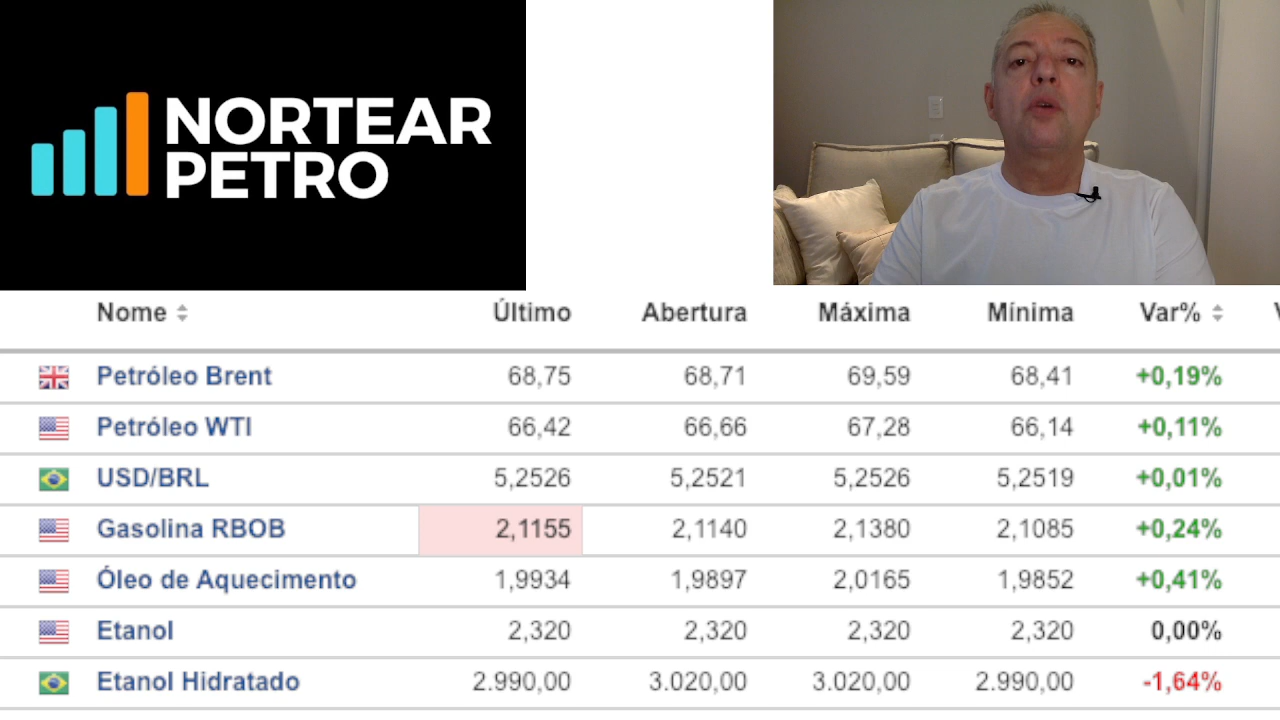 NORTEAR
PETRO
Nome Último Abertura Máxima Mínima Var%
Petróleo Brent 68,75 68,71 69,59 68,41 +0,19%
Petróleo WTI 66,42 66,66 67,28 66,14 +0,11%
USD/BRL 5,2526 5,2521 5,2526 5,2519 +0,01%
Gasolina RBOB 2,1155 2,1140 2,1380 2,1085 +0,24%
Óleo de Aquecimento 1,9934 1,9897 2,0165 1,9852 +0,41%
Etanol 2,320 2,320 2,320 2,320 0,00%
Etanol Hidratado 2.990,00 3.020,00 3.020,00 2.990,00 -1,64%